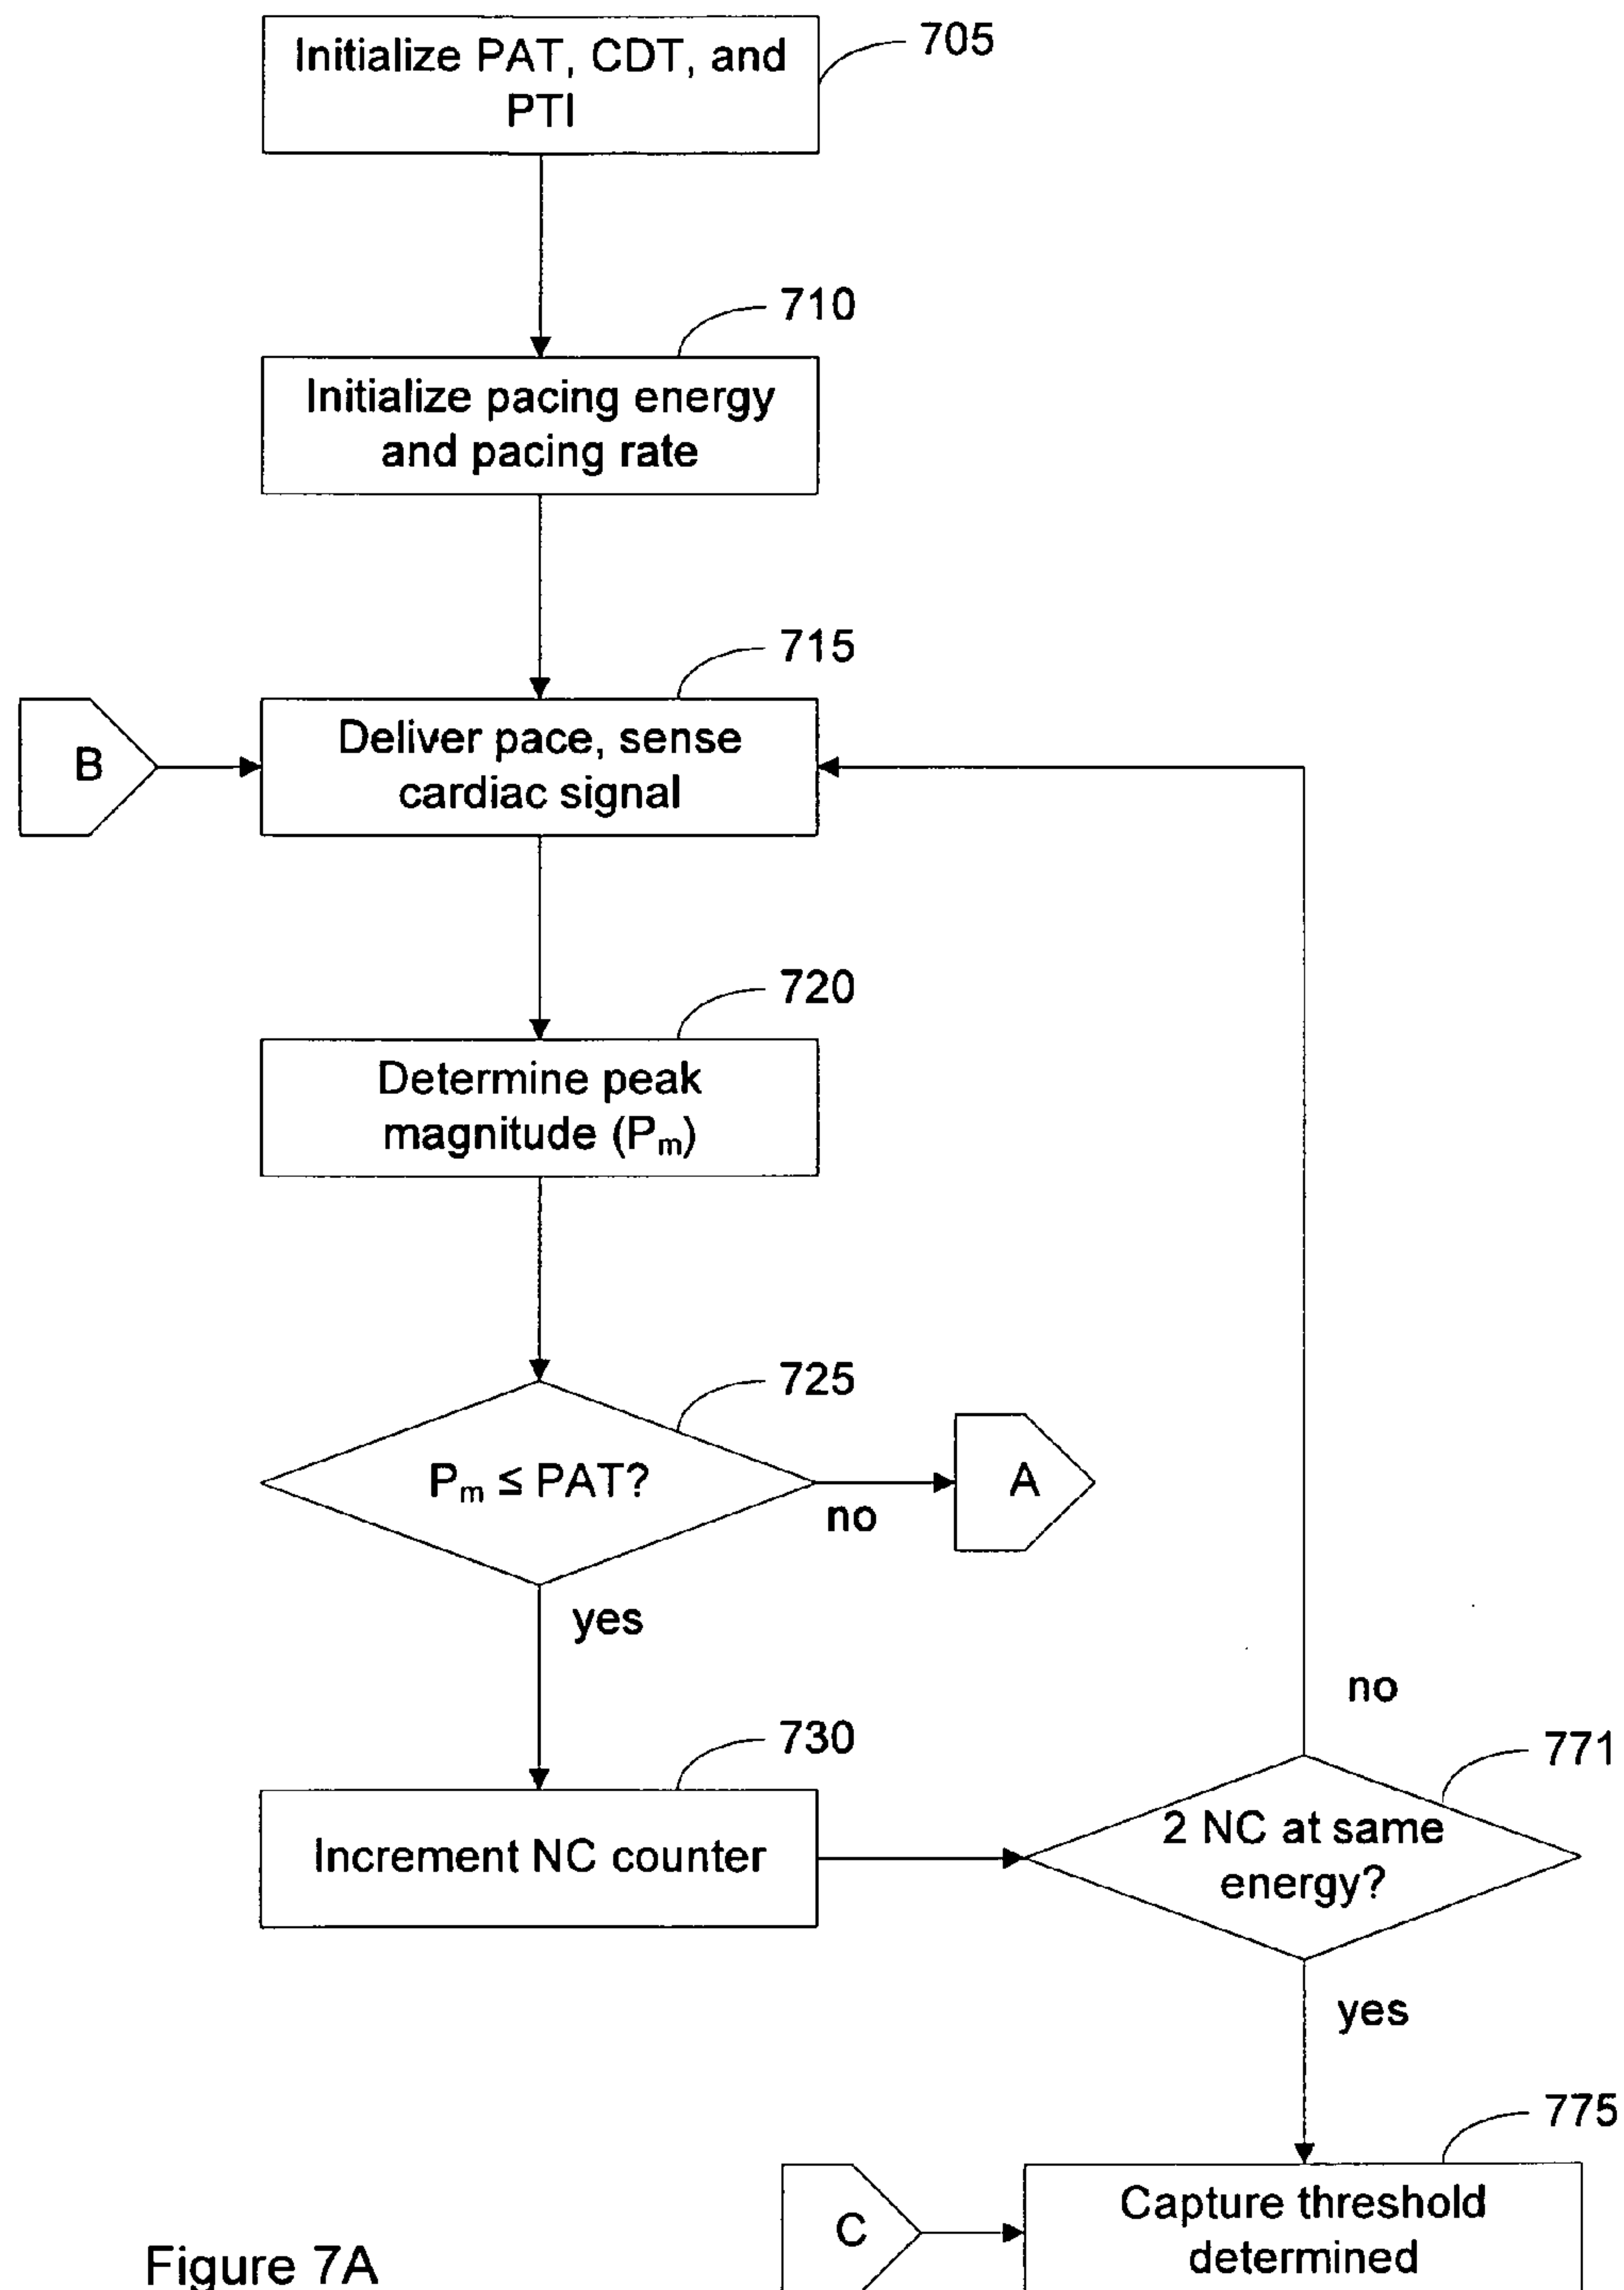 Initialize PAT, CDT, and
PTI
705
710
Initialize pacing energy
and pacing rate
715
B
Deliver pace, sense
cardiac signal
720
Determine peak
magnitude (Pm)
725
Pm ≤ PAT?
no
A
yes
730
Increment NC counter
no
771
2 NC at same
energy?
yes
775
C
Capture threshold
determined
Figure 7A